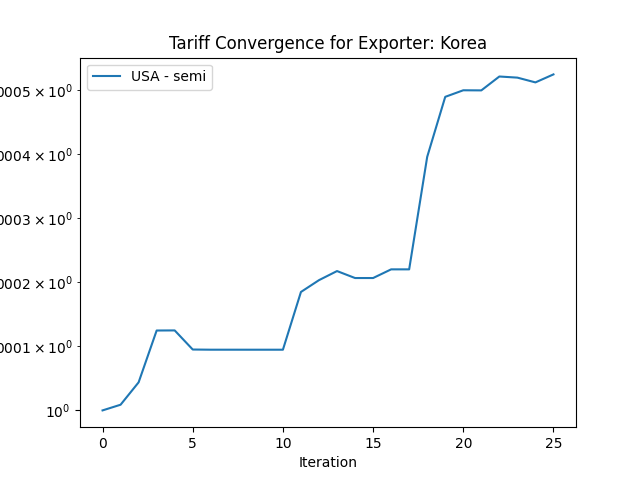 Tariff Convergence for Exporter: Korea
USA - semi
0005 × 10⁰
0004 × 10⁰
0003 × 10⁰
0002 × 10⁰
0001 × 10⁰
10⁰
0 5 10 15 20 25
Iteration